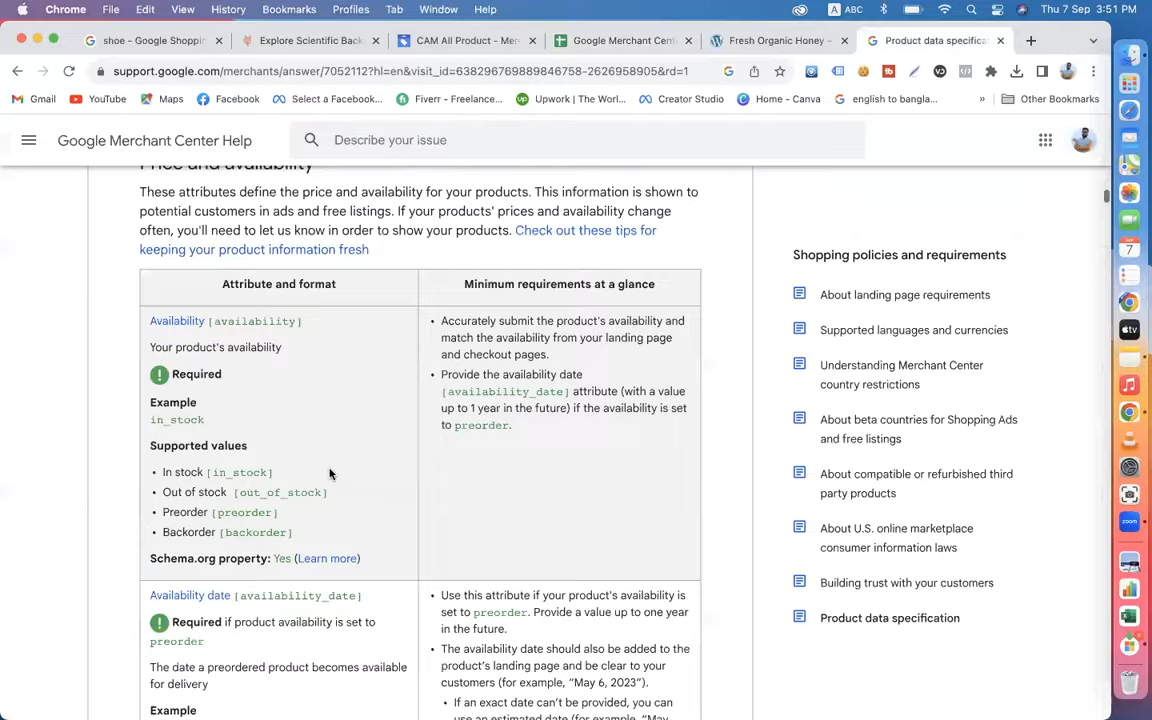 Chrome File Edit View History Bookmarks Profiles Tab Window Help A ABC Thu 7 Sep 3:51 PM
shoe - Google Shoppin Explore Scientific Back CAM All Product - Mer Google Merchant Cent Fresh Organic Honey – Product data specifica
support.google.com/merchants/answer/7052112?hl=en&visit_id=638296769889846758-2626958905&rd=1
Gmail YouTube Maps Facebook Select a Facebook... Fiverr - Freelance... Upwork | The Worl... Creator Studio Home - Canva english to bangla... » Other Bookmarks
Google Merchant Center Help Describe your issue
Price and availability
These attributes define the price and availability for your products. This information is shown to
potential customers in ads and free listings. If your products' prices and availability change
often, you'll need to let us know in order to show your products. Check out these tips for
keeping your product information fresh
Attribute and format
Minimum requirements at a glance
Availability [availability]
Your product's availability
Required
Example
in_stock
Supported values
• In stock [in_stock]
• Out of stock [out_of_stock]
• Preorder [preorder]
• Backorder [backorder]
Schema.org property: Yes (Learn more)
• Accurately submit the product's availability and
match the availability from your landing page
and checkout pages.
• Provide the availability date
[availability_date] attribute (with a value
up to 1 year in the future) if the availability is set
to preorder.
Availability date [availability_date]
Required if product availability is set to
preorder
The date a preordered product becomes available
for delivery
Example
• Use this attribute if your product's availability is
set to preorder. Provide a value up to one year
in the future.
• The availability date should also be added to the
product's landing page and be clear to your
customers (for example, “May 6, 2023”).
• If an exact date can't be provided, you can
use an estimated date (for example, “May
Shopping policies and requirements
About landing page requirements
Supported languages and currencies
Understanding Merchant Center
country restrictions
About beta countries for Shopping Ads
and free listings
About compatible or refurbished third
party products
About U.S. online marketplace
consumer information laws
Building trust with your customers
Product data specification
7
tv
zoom